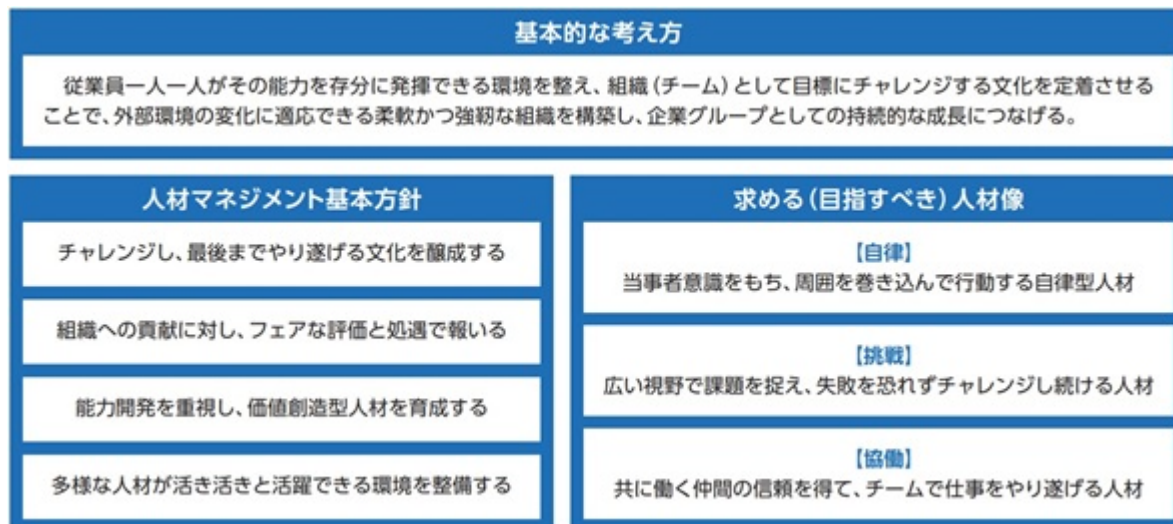 基本的な考え方
従業員一人一人がその能力を存分に発揮できる環境を整え、組織（チーム）として目標にチャレンジする文化を定着させる
ことで、外部環境の変化に適応できる柔軟かつ強靭な組織を構築し、企業グループとしての持続的な成長につなげる。
人材マネジメント基本方針
チャレンジし、最後までやり遂げる文化を醸成する
組織への貢献に対し、フェアな評価と処遇で報いる
能力開発を重視し、価値創造型人材を育成する
多様な人材が活き活きと活躍できる環境を整備する
求める（目指すべき）人材像
【自律】
当事者意識をもち、周囲を巻き込んで行動する自律型人材
【挑戦】
広い視野で課題を捉え、失敗を恐れずチャレンジし続ける人材
【協働】
共に働く仲間の信頼を得て、チームで仕事をやり遂げる人材